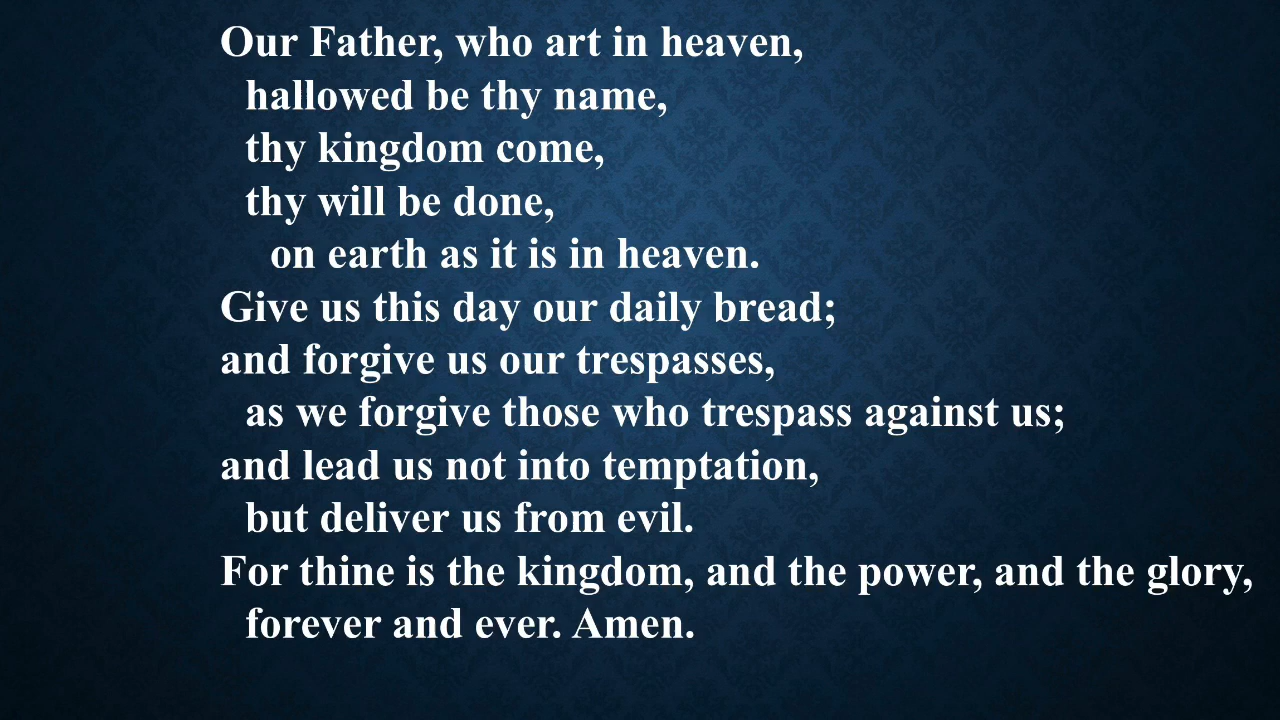 Our Father, who art in heaven,
hallowed be thy name,
thy kingdom come,
thy will be done,
on earth as it is in heaven.
Give us this day our daily bread;
and forgive us our trespasses,
as we forgive those who trespass against us;
and lead us not into temptation,
but deliver us from evil.
For thine is the kingdom, and the power, and the glory,
forever and ever. Amen.